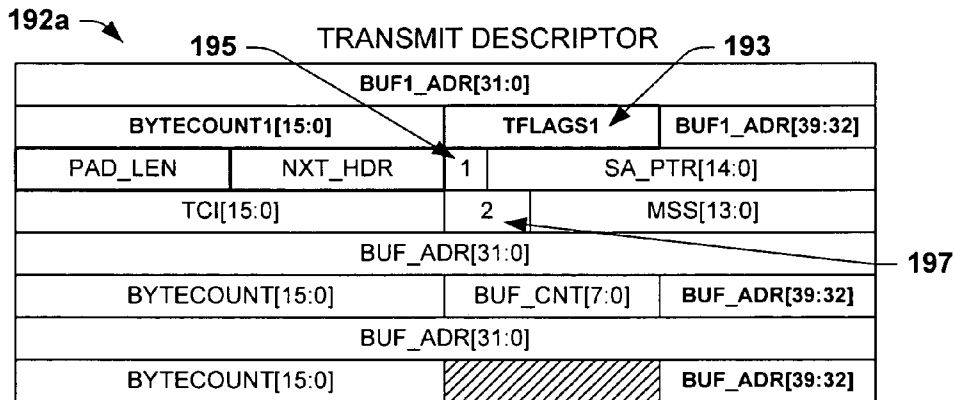 192a
195
TRANSMIT DESCRIPTOR
193
BUF1_ADR[31:0]
BYTECOUNT1[15:0] TFLAGS1 BUF1_ADR[39:32]
PAD_LEN NXT_HDR 1 SA_PTR[14:0]
TCI[15:0] 2 MSS[13:0]
BUF_ADR[31:0]
197
BYTECOUNT[15:0] BUF_CNT[7:0] BUF_ADR[39:32]
BUF_ADR[31:0]
BYTECOUNT[15:0] BUF_ADR[39:32]